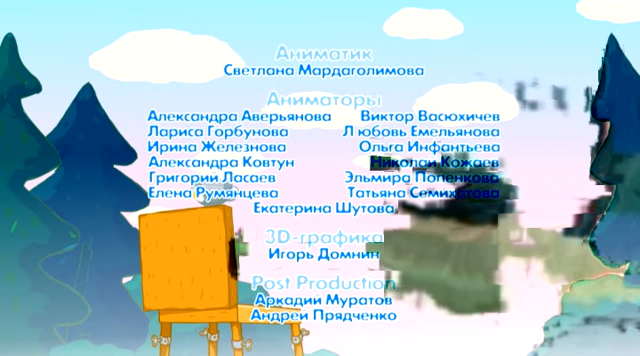 Аниматик
Светлана Мардаголимова
Аниматоры
Александра Аверьянова Виктор Васюхичев
Лариса Горбунова Любовь Емельянова
Ирина Железнова Ольга Инфантьева
Александра Ковтун Николай Кожаев
Григорий Ласаев Эльмира Попенкова
Елена Румянцева Татьяна Семихатова
Екатерина Шутова
3D-графика
Игорь Домнин
Post Production
Аркадий Муратов
Андрей Прядченко